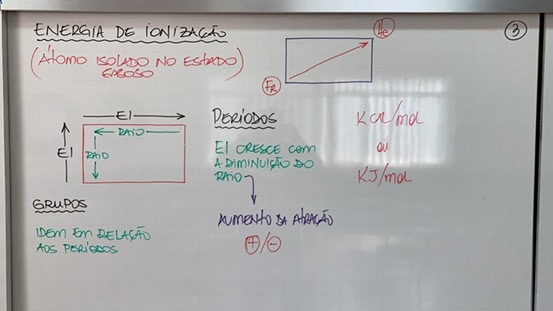 ENERGIA DE IONIZAÇÃO
(ÁTOMO ISOLADO NO ESTADO
GASOSO)
He
Fr
3
EI
RAIO
EI
RAIO
GRUPOS
IDEM EM RELAÇÃO
AOS PERÍODOS
PERÍODOS
EI CRESCE COM
A DIMINUIÇÃO DO
RAIO
AUMENTO DA ATRAÇÃO
+/-
Kcal/mol
ou
KJ/mol